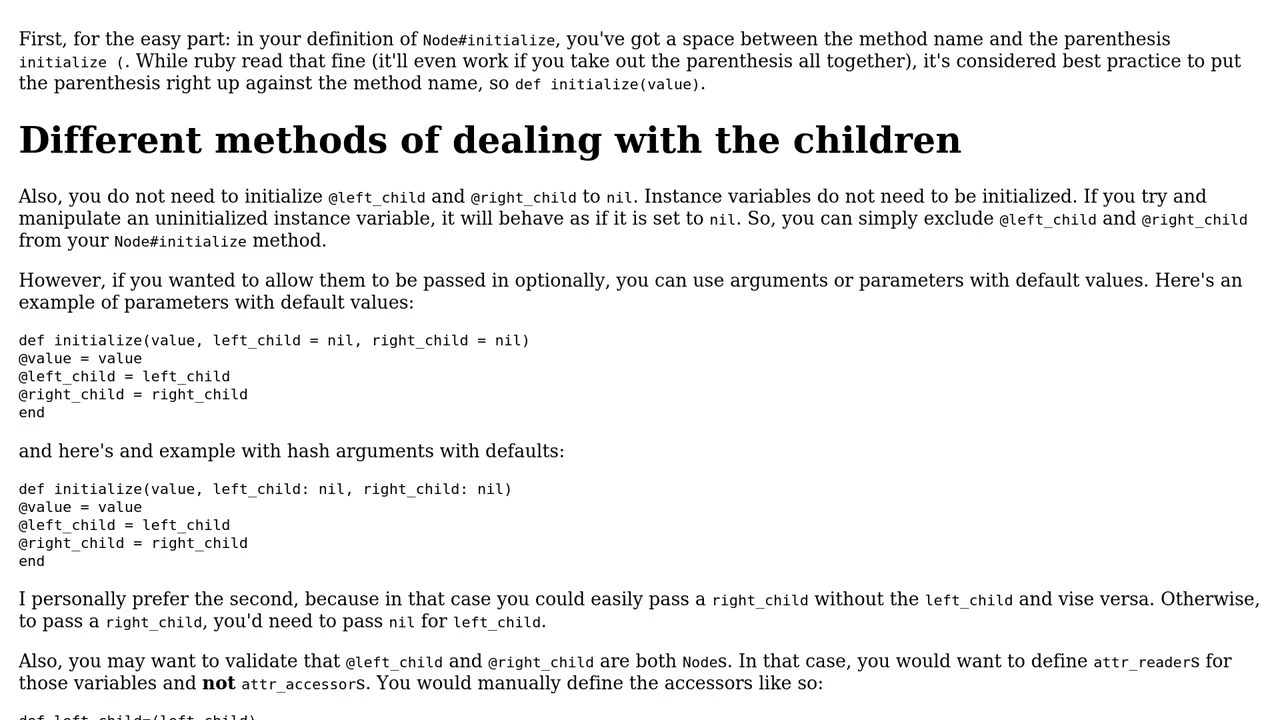 First, for the easy part: in your definition of Node#initialize, you've got a space between the method name and the parenthesis
initialize (. While ruby read that fine (it'll even work if you take out the parenthesis all together), it's considered best practice to put
the parenthesis right up against the method name, so def initialize(value).
Different methods of dealing with the children
Also, you do not need to initialize @left_child and @right_child to nil. Instance variables do not need to be initialized. If you try and
manipulate an uninitialized instance variable, it will behave as if it is set to nil. So, you can simply exclude @left_child and @right_child
from your Node#initialize method.
However, if you wanted to allow them to be passed in optionally, you can use arguments or parameters with default values. Here's an
example of parameters with default values:
def initialize(value, left_child = nil, right_child = nil)
@value = value
@left_child = left_child
@right_child = right_child
end
and here's and example with hash arguments with defaults:
def initialize(value, left_child: nil, right_child: nil)
@value = value
@left_child = left_child
@right_child = right_child
end
I personally prefer the second, because in that case you could easily pass a right_child without the left_child and vise versa. Otherwise,
to pass a right_child, you'd need to pass nil for left_child.
Also, you may want to validate that @left_child and @right_child are both Nodes. In that case, you would want to define attr_readers for
those variables and not attr_accessors. You would manually define the accessors like so:
def left_child=(left_child)